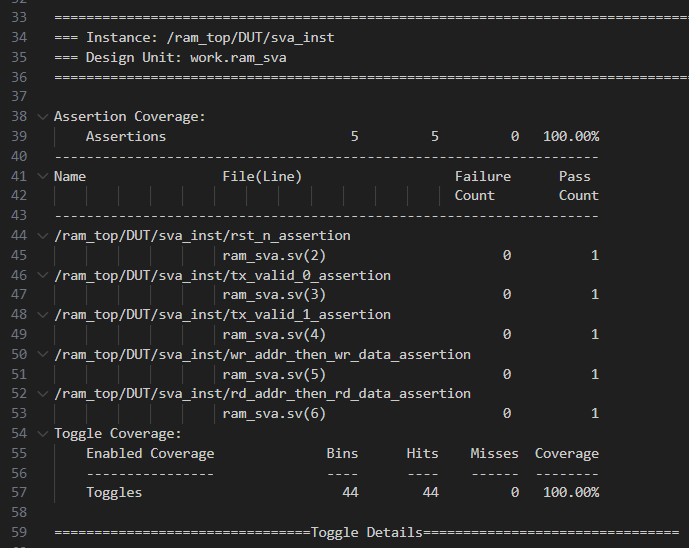 33 ===============================================================================
34 === Instance: /ram_top/DUT/sva_inst
35 === Design Unit: work.ram_sva
36 ===============================================================================
37
38 Assertion Coverage:
39     Assertions                       5         5         0   100.00%
40 --------------------------------------------------------------------
41 Name                 File(Line)                   Failure      Pass
42                                                   Count        Count
43 --------------------------------------------------------------------
44 /ram_top/DUT/sva_inst/rst_n_assertion
45                      ram_sva.sv(2)                      0          1
46 /ram_top/DUT/sva_inst/tx_valid_0_assertion
47                      ram_sva.sv(3)                      0          1
48 /ram_top/DUT/sva_inst/tx_valid_1_assertion
49                      ram_sva.sv(4)                      0          1
50 /ram_top/DUT/sva_inst/wr_addr_then_wr_data_assertion
51                      ram_sva.sv(5)                      0          1
52 /ram_top/DUT/sva_inst/rd_addr_then_rd_data_assertion
53                      ram_sva.sv(6)                      0          1
54 Toggle Coverage:
55     Enabled Coverage              Bins      Hits    Misses  Coverage
56     ----------------              ----      ----    ------  --------
57     Toggles                         44        44         0   100.00%
58
59 ================================Toggle Details================================